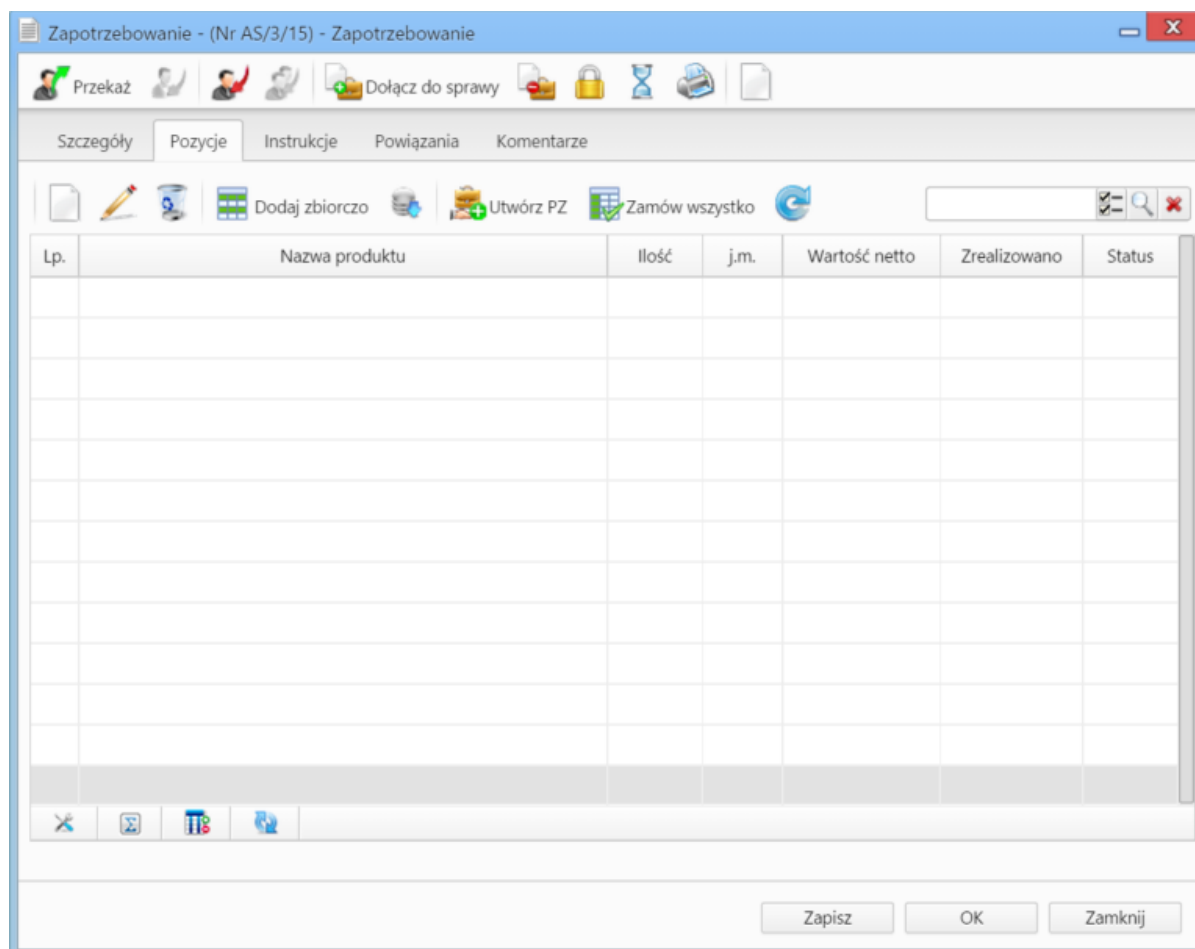 Zapotrzebowanie - (Nr AS/3/15) - Zapotrzebowanie
Przekaż Dołącz do sprawy
Szczegóły Pozycje Instrukcje Powiązania Komentarze
Dodaj zbiorczo Utwórz PZ Zamów wszystko
Lp. Nazwa produktu Ilość j.m. Wartość netto Zrealizowano Status
Zapisz OK Zamknij